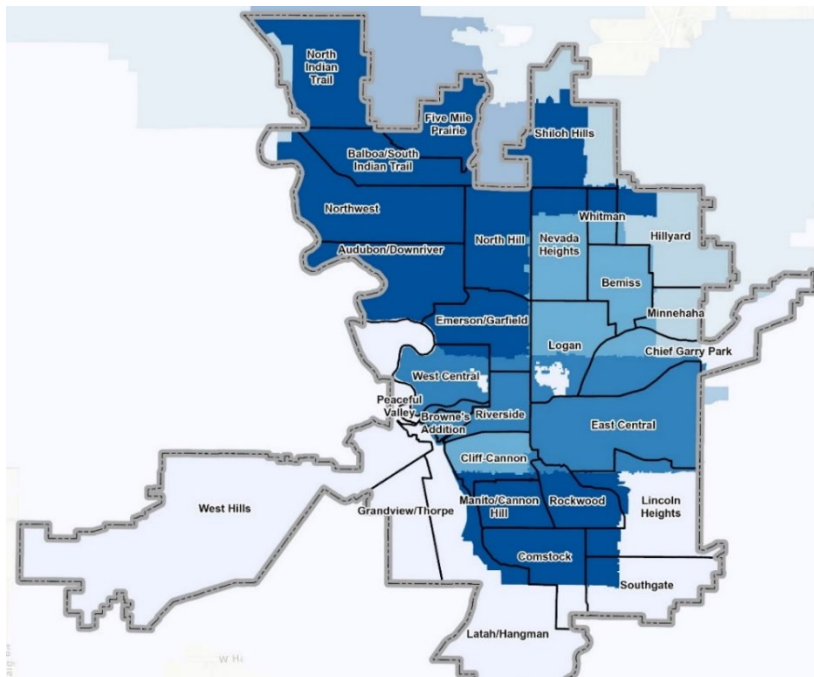 North
Indian
Trail
Five Mile
Prairie
Shiloh Hills
Balboa/South
Indian Trail
Northwest
Whitman
North Hill
Nevada
Heights
Hillyard
Audubon/Downriver
Bemiss
Minnehaha
Emerson/Garfield
Logan
Chief Garry Park
West Central
Peaceful
Valley
Browne's
Addition
Riverside
East Central
Cliff-Cannon
West Hills
Grandview/Thorpe
Manito/Cannon
Hill
Rockwood
Lincoln
Heights
Comstock
Southgate
Latah/Hangman